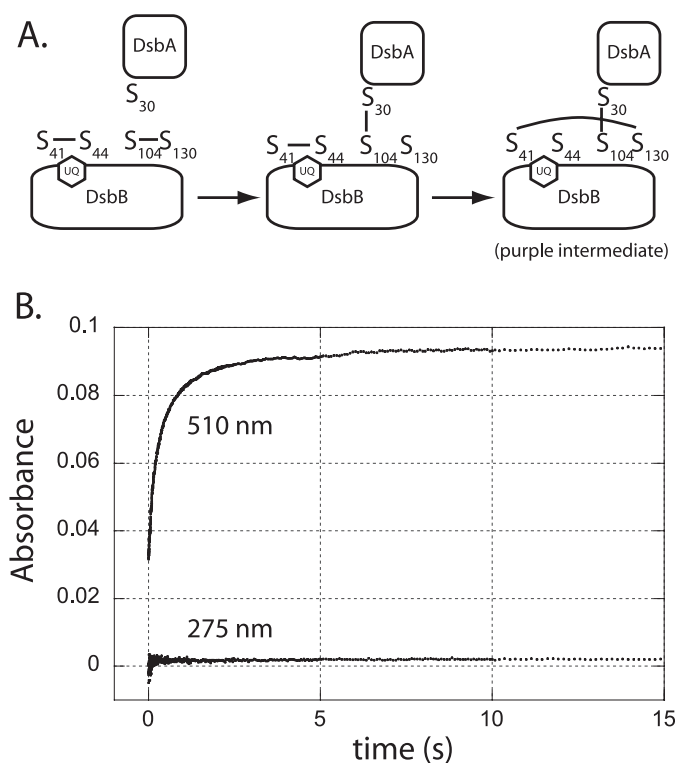 A.
DsbA
S30
S41 S44 S104 S130
UQ
DsbB
DsbA
S30
S41 S44 S104 S130
UQ
DsbB
DsbA
S30
S41 S44 S104 S130
UQ
DsbB
(purple intermediate)
B.
0.1
0.08
0.06
0.04
0.02
0
Absorbance
510 nm
275 nm
0 5 10 15
time (s)